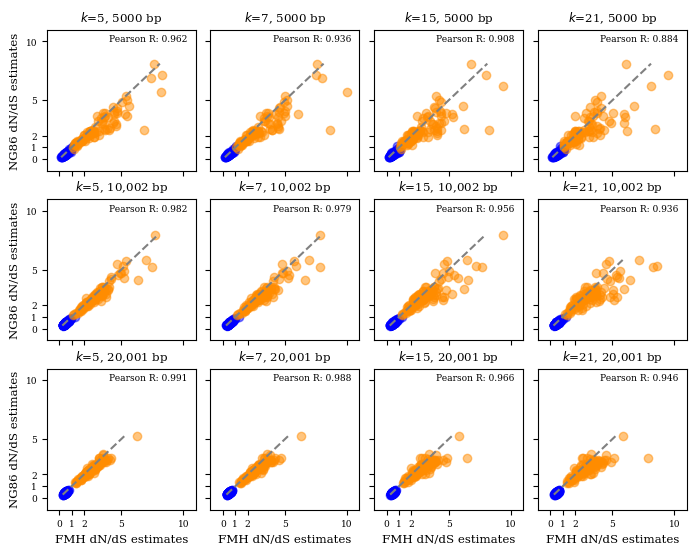 k=5, 5000 bp
k=7, 5000 bp
k=15, 5000 bp
k=21, 5000 bp
Pearson R: 0.962
Pearson R: 0.936
Pearson R: 0.908
Pearson R: 0.884
NG86 dN/dS estimates
10
5
2
1
0
k=5, 10,002 bp
k=7, 10,002 bp
k=15, 10,002 bp
k=21, 10,002 bp
Pearson R: 0.982
Pearson R: 0.979
Pearson R: 0.956
Pearson R: 0.936
NG86 dN/dS estimates
10
5
2
1
0
k=5, 20,001 bp
k=7, 20,001 bp
k=15, 20,001 bp
k=21, 20,001 bp
Pearson R: 0.991
Pearson R: 0.988
Pearson R: 0.966
Pearson R: 0.946
NG86 dN/dS estimates
10
5
2
1
0
0 1 2 5 10
0 1 2 5 10
0 1 2 5 10
0 1 2 5 10
FMH dN/dS estimates
FMH dN/dS estimates
FMH dN/dS estimates
FMH dN/dS estimates